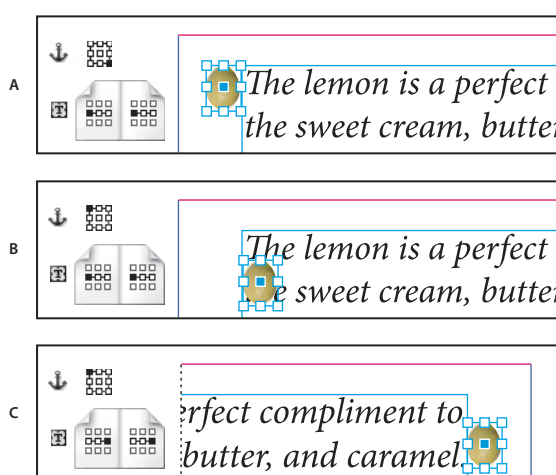 A
The lemon is a perfect
the sweet cream, butter
B
The lemon is a perfect
e sweet cream, butter
C
rfect compliment to
butter, and caramel.